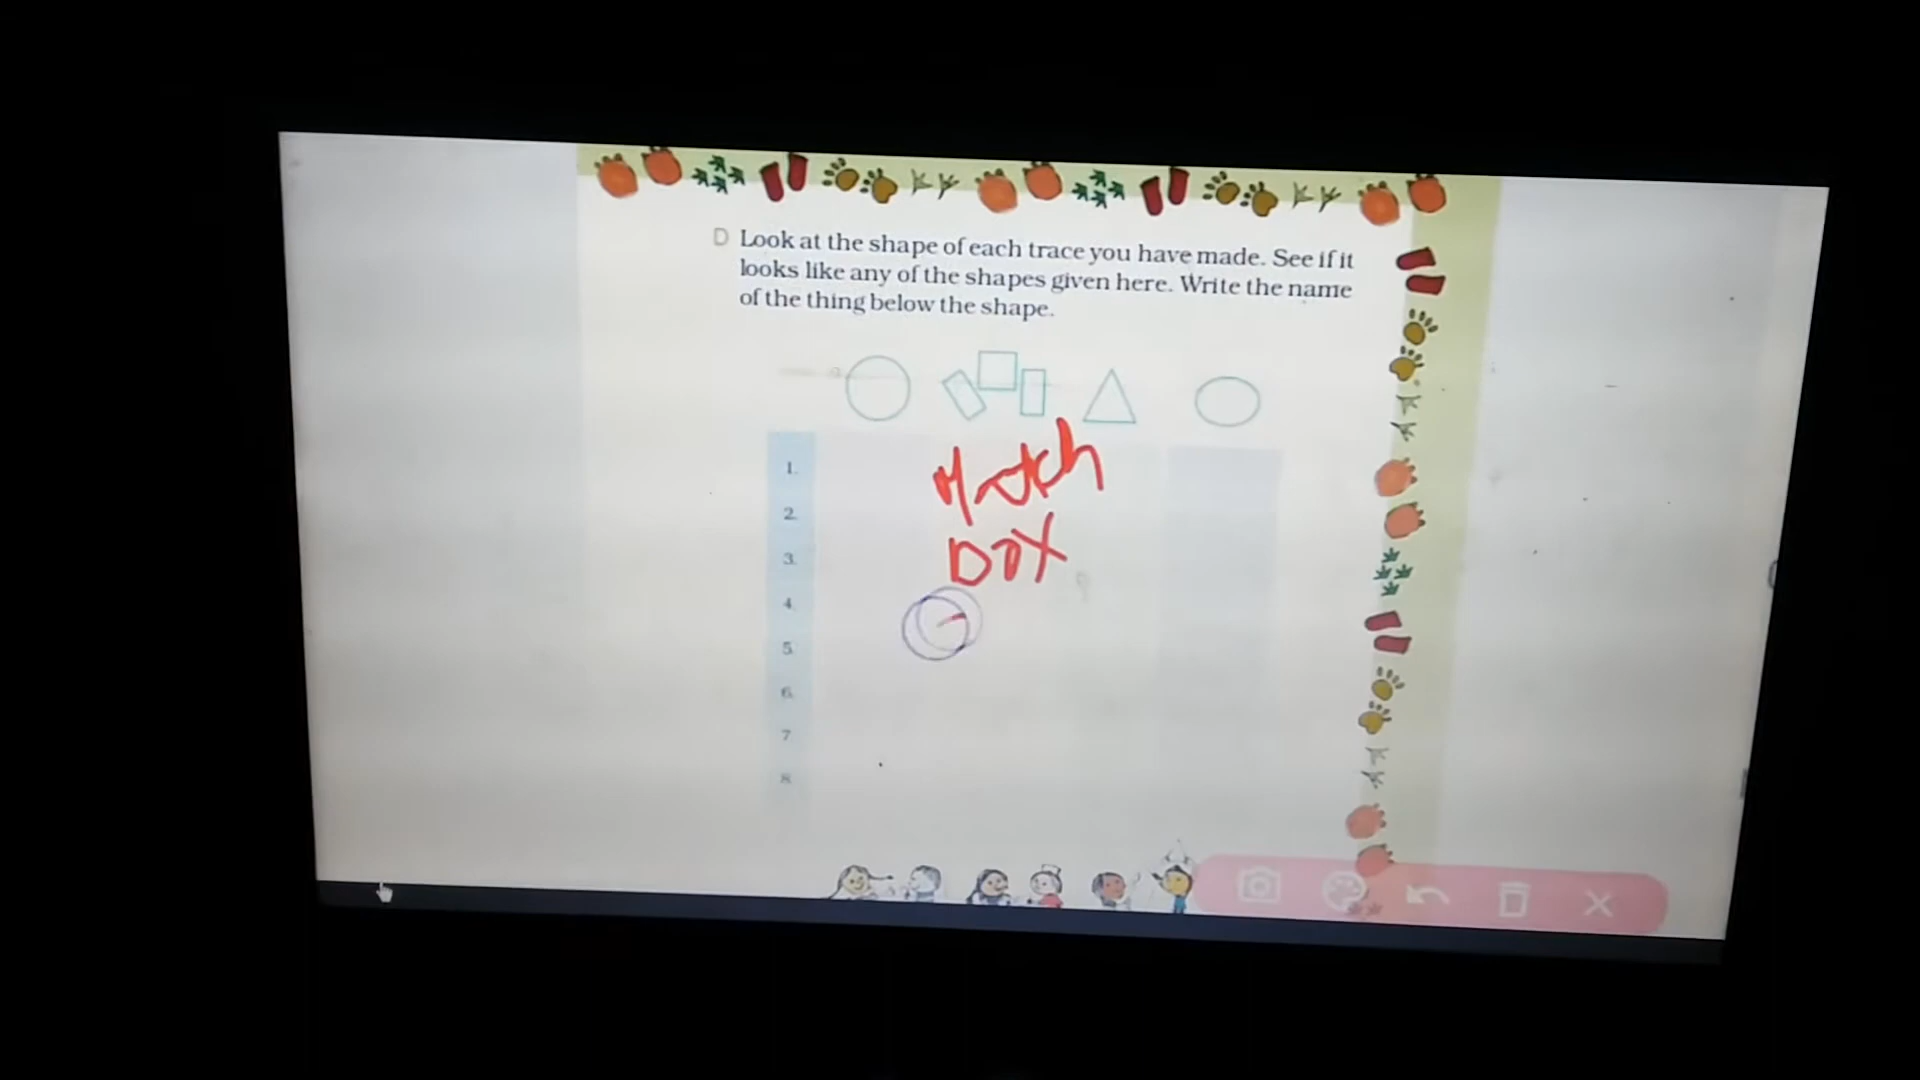 D Look at the shape of each trace you have made. See if it
looks like any of the shapes given here. Write the name
of the thing below the shape.
1.
Match
2.
3.
Box
4.
5.
6.
7
8.